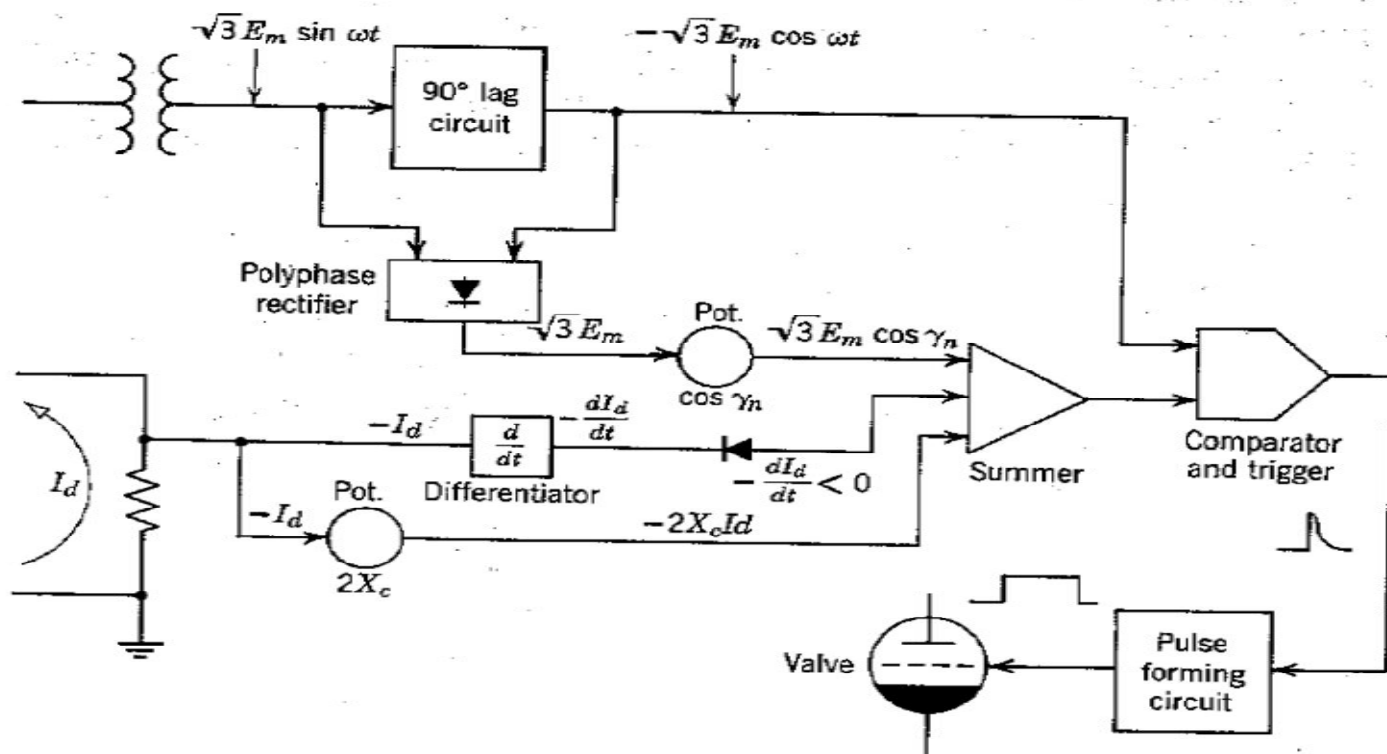 √3 E_m sin ωt
−√3 E_m cos ωt
90° lag
circuit
Polyphase
rectifier
√3 E_m
Pot.
cos γ_n
√3 E_m cos γ_n
I_d
−I_d
d/dt
Differentiator
−dI_d/dt
−dI_d/dt < 0
Summer
Comparator
and trigger
−I_d
Pot.
2X_c
−2X_cId
Valve
Pulse
forming
circuit